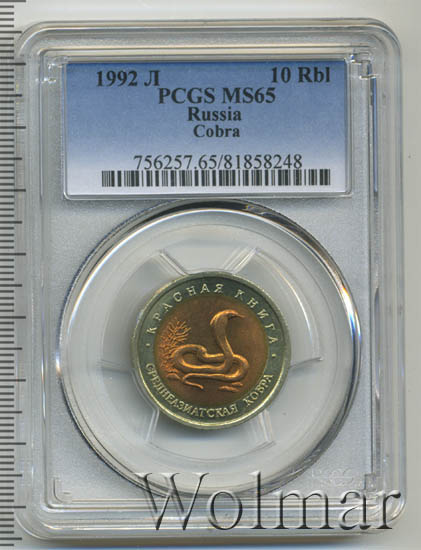 1992 Л 10 Rbl
PCGS MS65
Russia
Cobra
756257.65/81858248
· КРАСНАЯ КНИГА ·
СРЕДНЕАЗИАТСКАЯ КОБРА
Wolmar